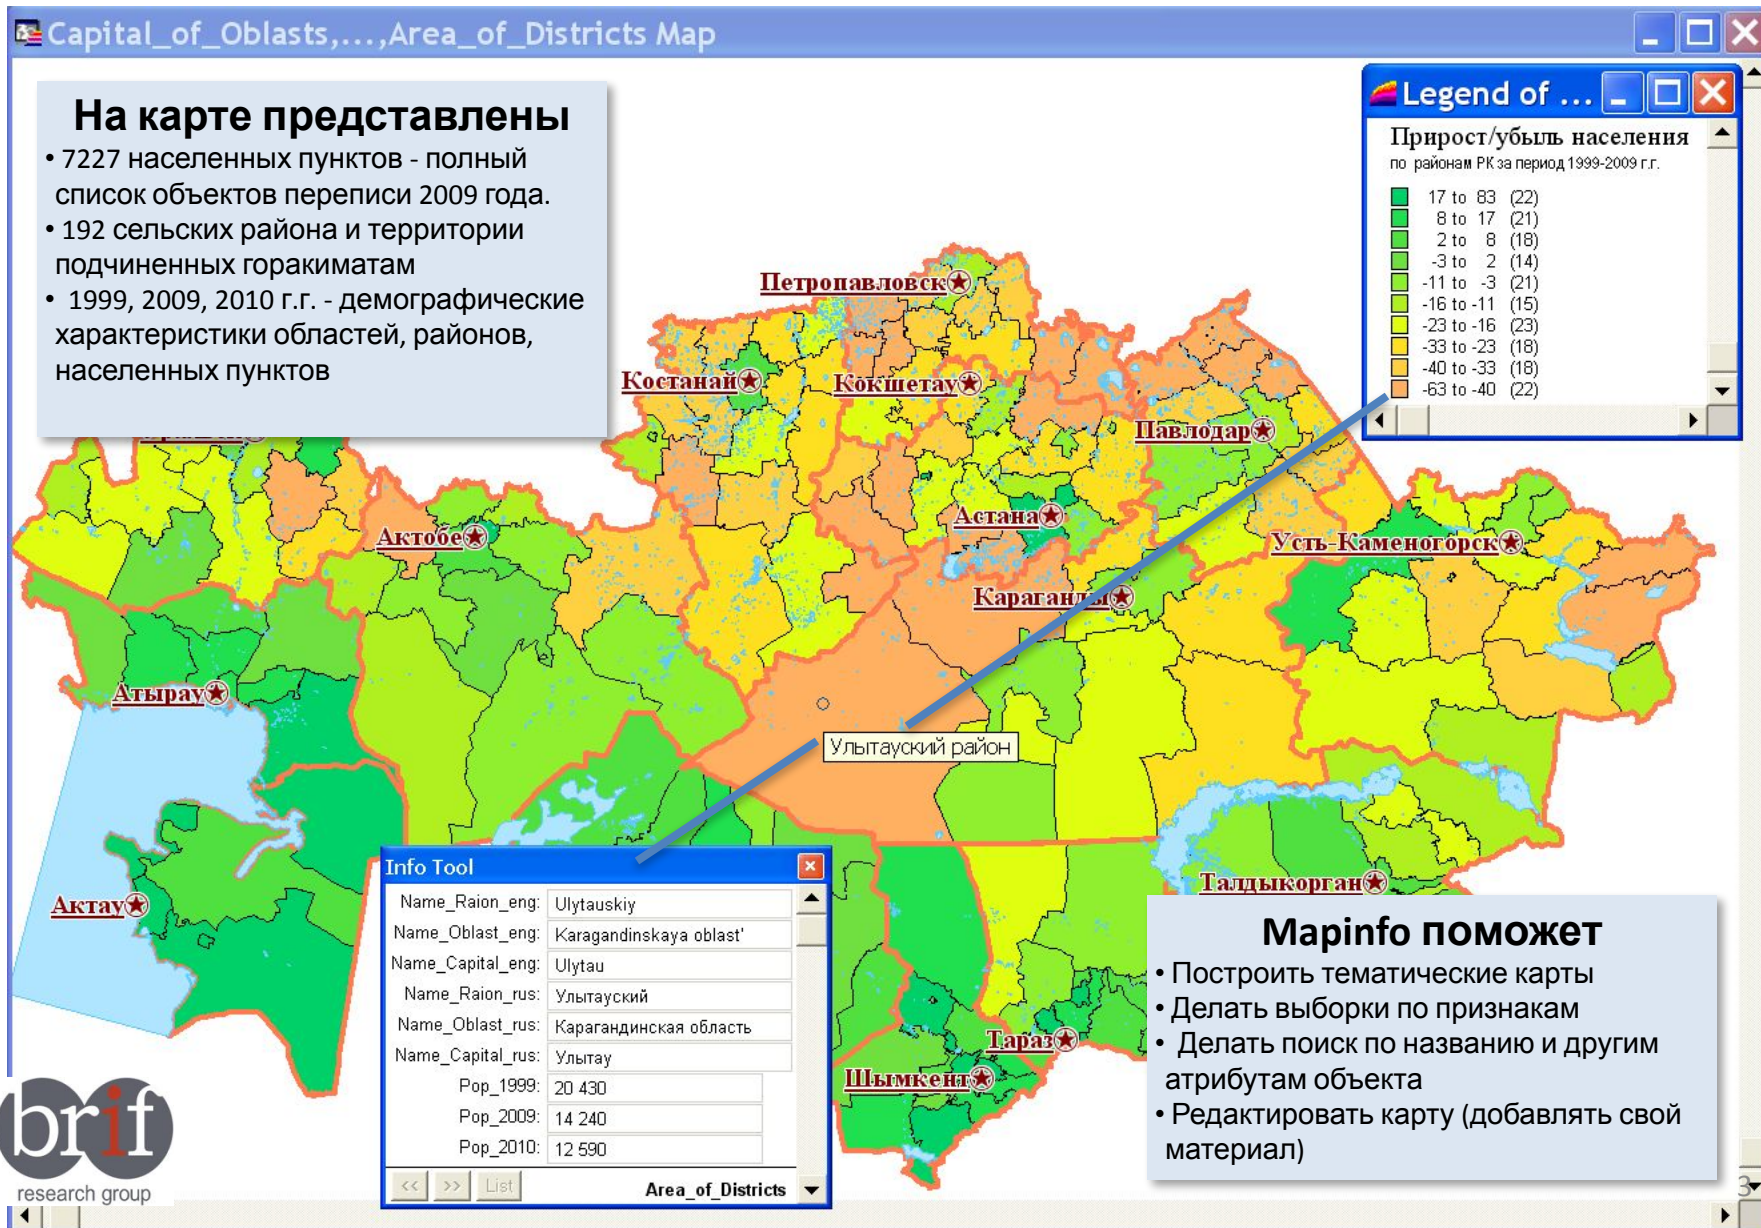 Capital_of_Oblasts,...,Area_of_Districts Map
На карте представлены
• 7227 населенных пунктов - полный
список объектов переписи 2009 года.
• 192 сельских района и территории
подчиненных горакиматам
• 1999, 2009, 2010 г.г. - демографические
характеристики областей, районов,
населенных пунктов
Legend of ...
Прирост/убыль населения
по районам РК за период 1999-2009 г.г.
17 to 83 (22)
8 to 17 (21)
2 to 8 (18)
-3 to 2 (14)
-11 to -3 (21)
-16 to -11 (15)
-23 to -16 (23)
-33 to -23 (18)
-40 to -33 (18)
-63 to -40 (22)
Петропавловск
Костанай
Кокшетау
Павлодар
Астана
Актобе
Усть-Каменогорск
Караганды
Атырау
Улытауский район
Актау
Талдыкорган
Тараз
Шымкент
Info Tool
Name_Raion_eng: Ulytauskiy
Name_Oblast_eng: Karagandinskaya oblast'
Name_Capital_eng: Ulytau
Name_Raion_rus: Улытауский
Name_Oblast_rus: Карагандинская область
Name_Capital_rus: Улытау
Pop_1999: 20 430
Pop_2009: 14 240
Pop_2010: 12 590
<< >> List Area_of_Districts
Mapinfo поможет
• Построить тематические карты
• Делать выборки по признакам
• Делать поиск по названию и другим
атрибутам объекта
• Редактировать карту (добавлять свой
материал)
brif
research group
3